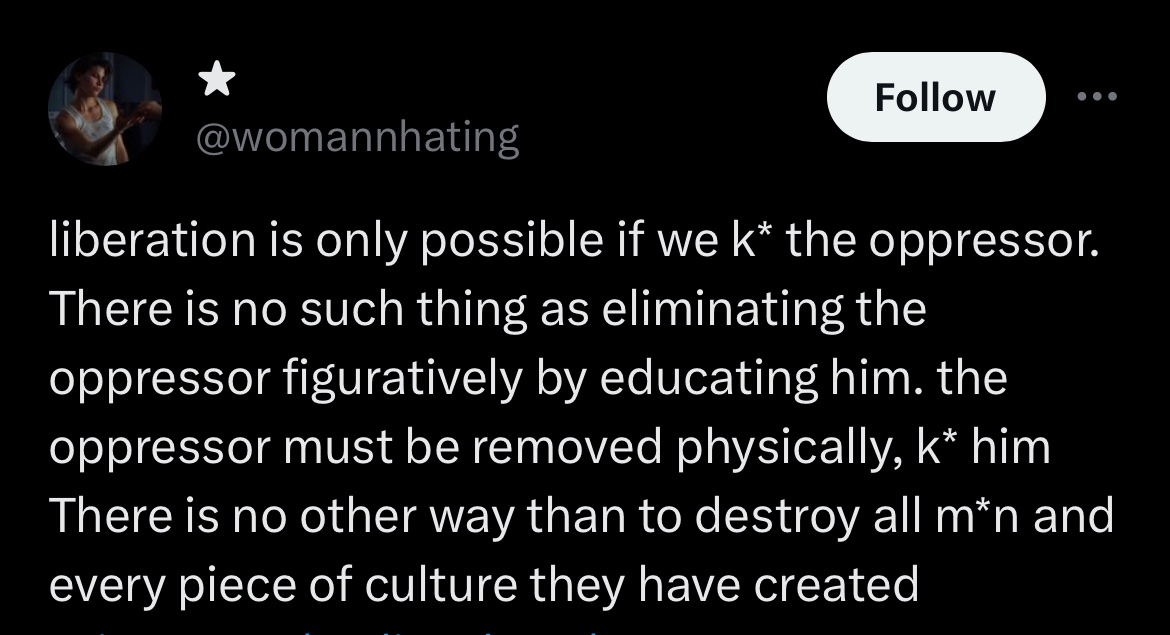 ★
@womannhating
Follow
liberation is only possible if we k* the oppressor.
There is no such thing as eliminating the
oppressor figuratively by educating him. the
oppressor must be removed physically, k* him
There is no other way than to destroy all m*n and
every piece of culture they have created